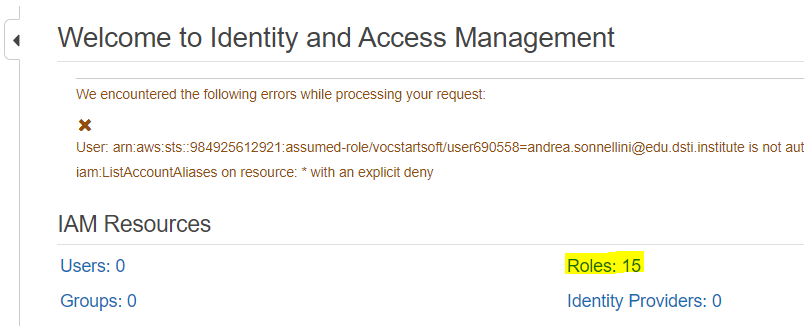 Welcome to Identity and Access Management
We encountered the following errors while processing your request:
User: arn:aws:sts::984925612921:assumed-role/vocstartsoft/user690558=andrea.sonnellini@edu.dsti.institute is not aut
iam:ListAccountAliases on resource: * with an explicit deny
IAM Resources
Users: 0 Roles: 15
Groups: 0 Identity Providers: 0